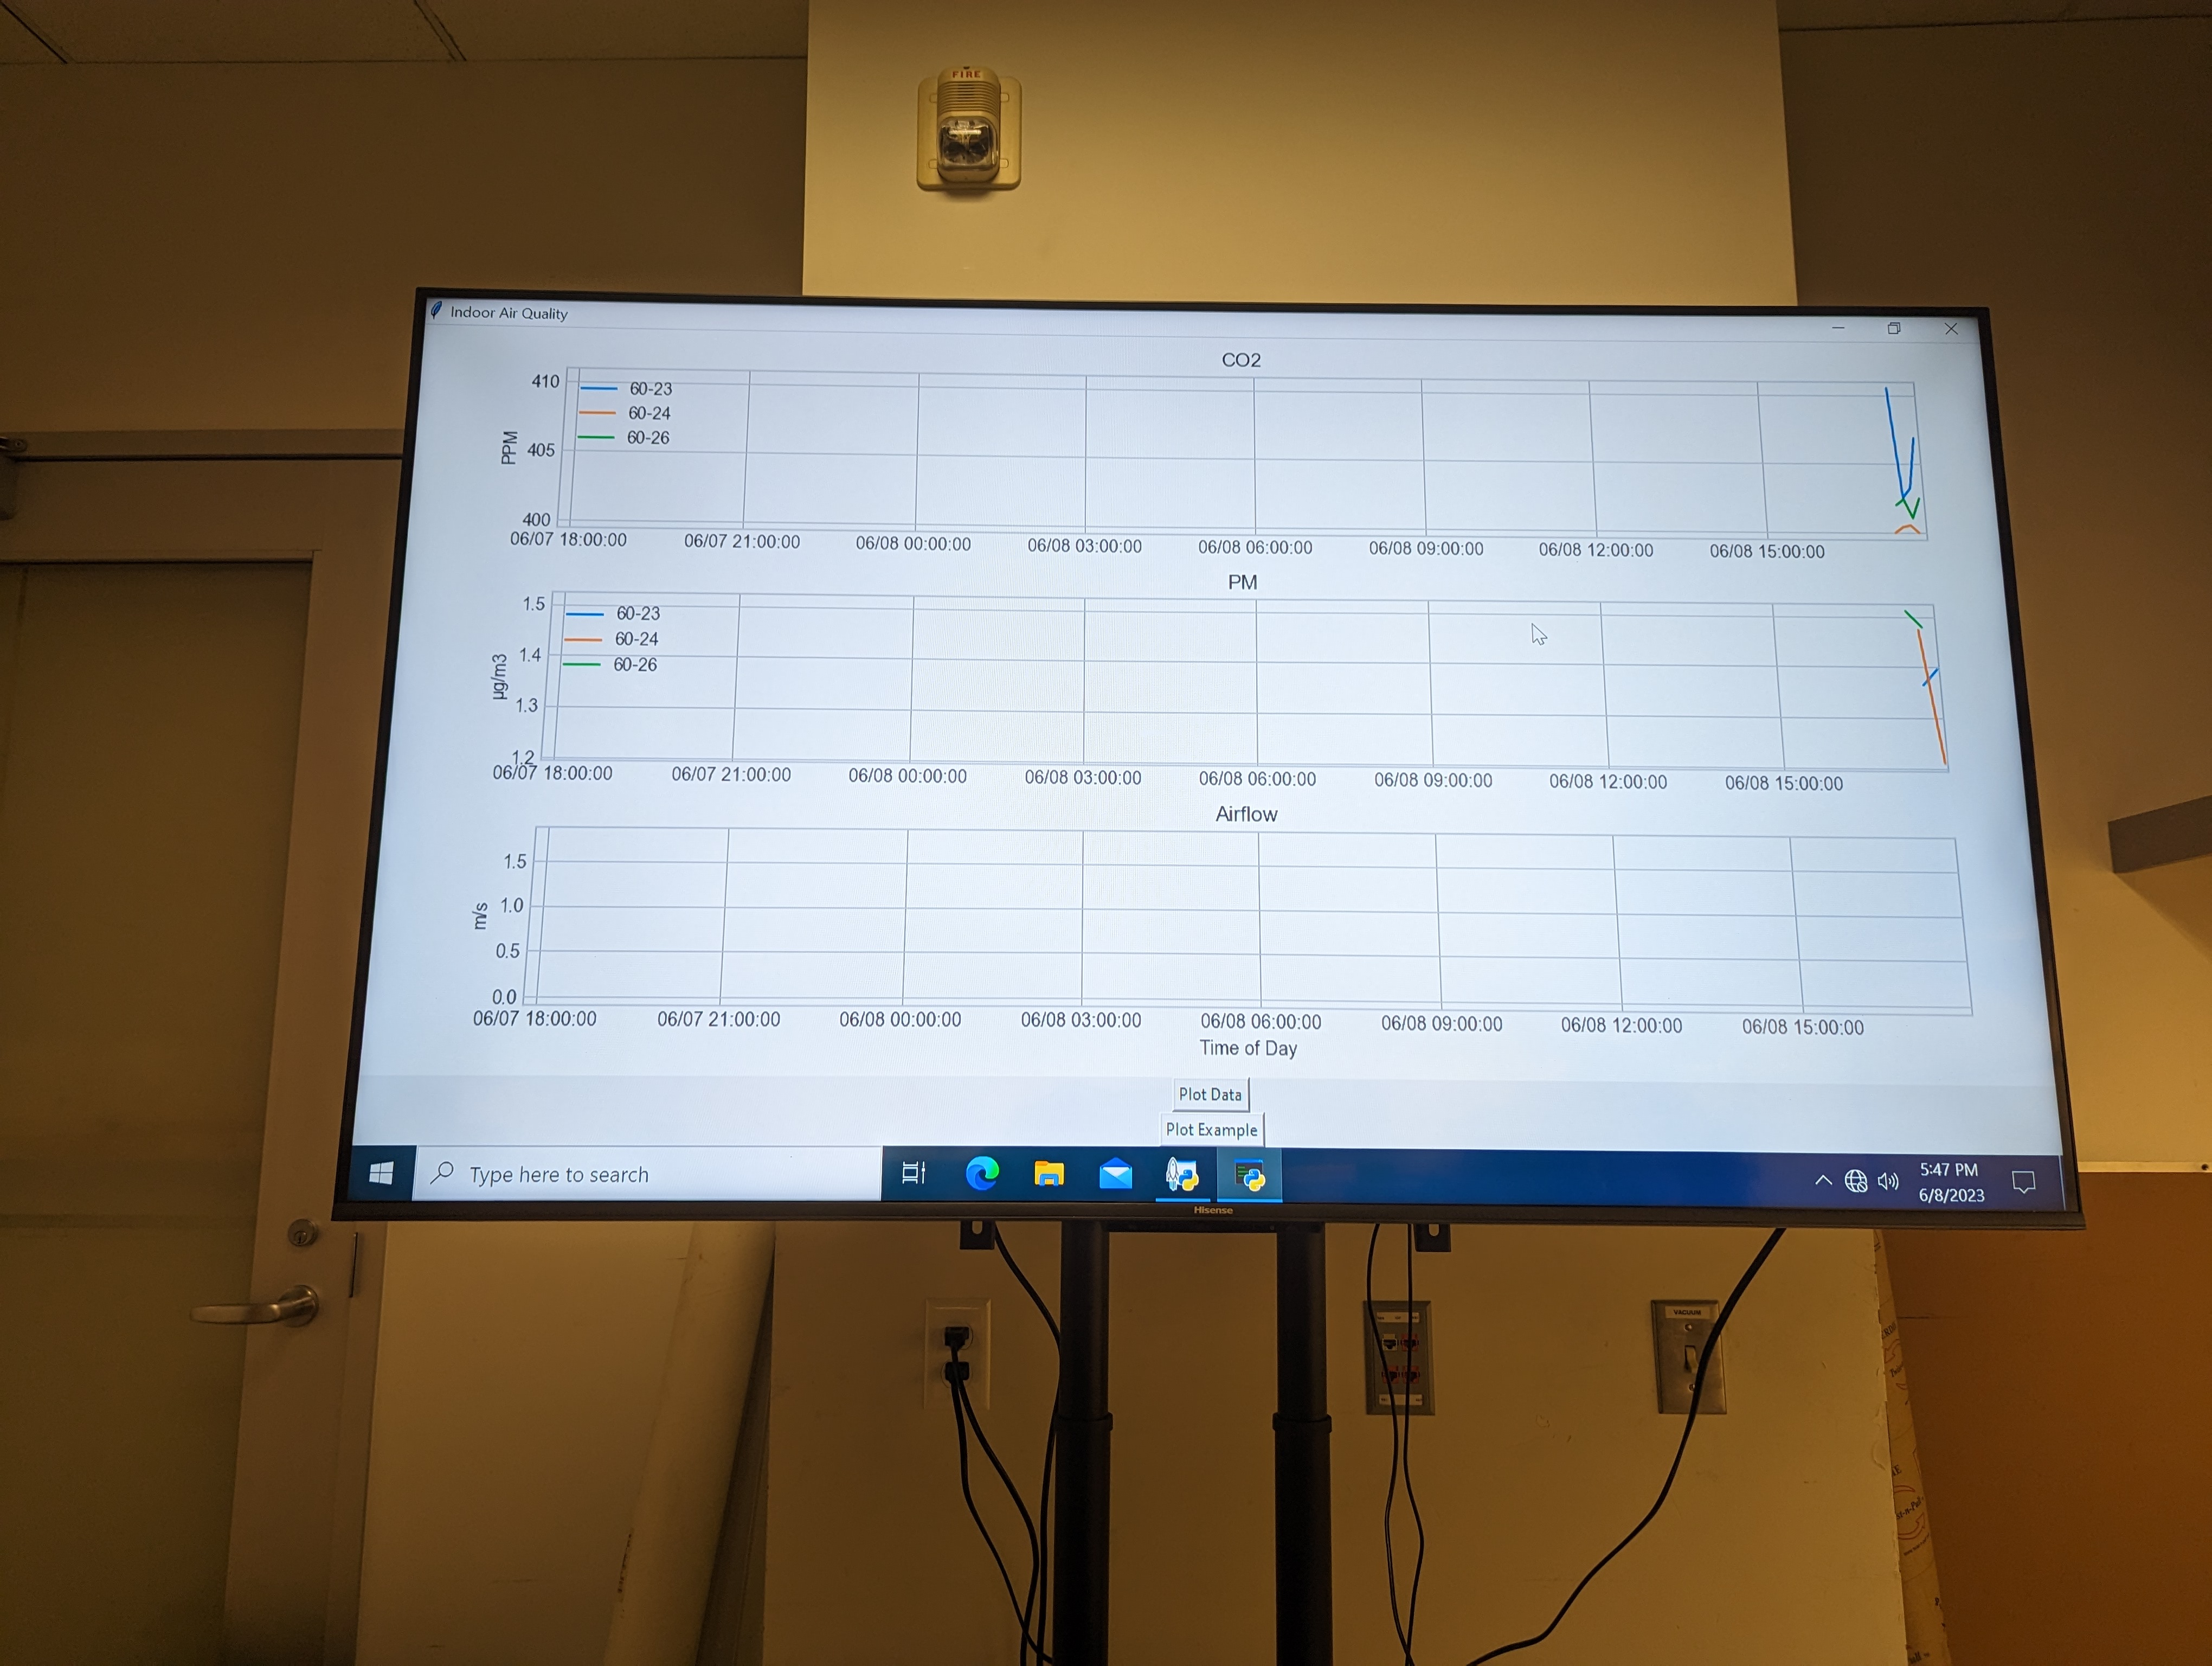 FIRE
Indoor Air Quality
CO2
410
405
400
PPM
60-23
60-24
60-26
06/07 18:00:00 06/07 21:00:00 06/08 00:00:00 06/08 03:00:00 06/08 06:00:00 06/08 09:00:00 06/08 12:00:00 06/08 15:00:00
PM
1.5
1.4
1.3
1.2
µg/m3
60-23
60-24
60-26
06/07 18:00:00 06/07 21:00:00 06/08 00:00:00 06/08 03:00:00 06/08 06:00:00 06/08 09:00:00 06/08 12:00:00 06/08 15:00:00
Airflow
1.5
1.0
0.5
0.0
m/s
06/07 18:00:00 06/07 21:00:00 06/08 00:00:00 06/08 03:00:00 06/08 06:00:00 06/08 09:00:00 06/08 12:00:00 06/08 15:00:00
Time of Day
Plot Data
Plot Example
Type here to search
5:47 PM
6/8/2023
Hisense
VACUUM